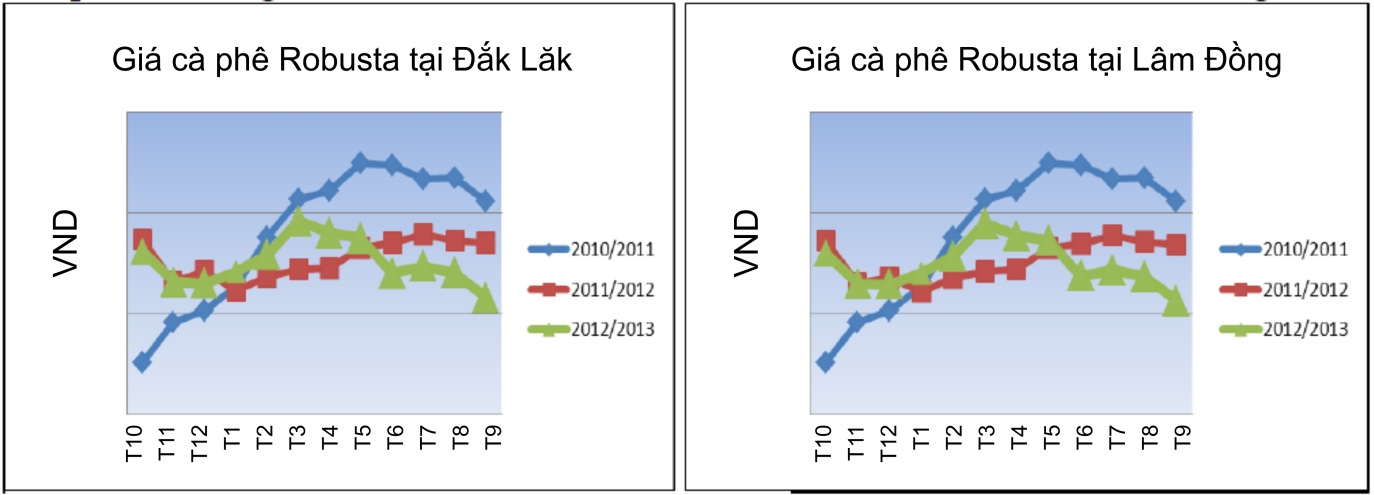 Giá cà phê Robusta tại Đắk Lăk
VND
2010/2011
2011/2012
2012/2013
T10 T11 T12 T1 T2 T3 T4 T5 T6 T7 T8 T9
Giá cà phê Robusta tại Lâm Đồng
VND
2010/2011
2011/2012
2012/2013
T10 T11 T12 T1 T2 T3 T4 T5 T6 T7 T8 T9